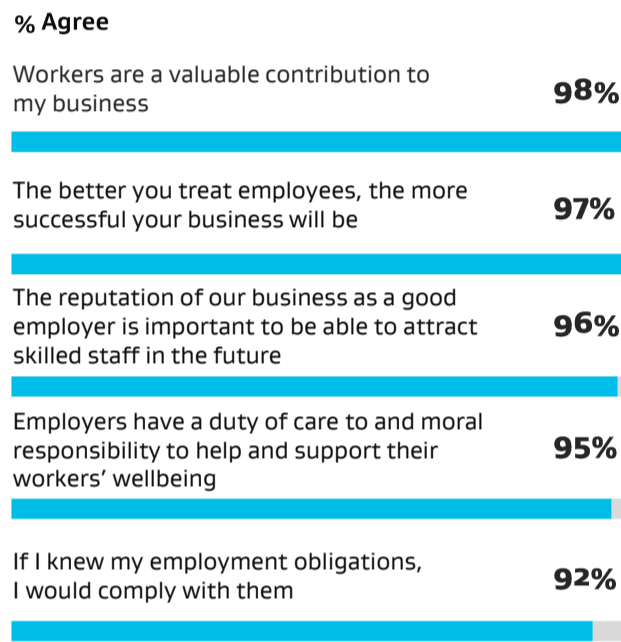 % Agree
Workers are a valuable contribution to
my business
98%
The better you treat employees, the more
successful your business will be
97%
The reputation of our business as a good
employer is important to be able to attract
skilled staff in the future
96%
Employers have a duty of care to and moral
responsibility to help and support their
workers’ wellbeing
95%
If I knew my employment obligations,
I would comply with them
92%